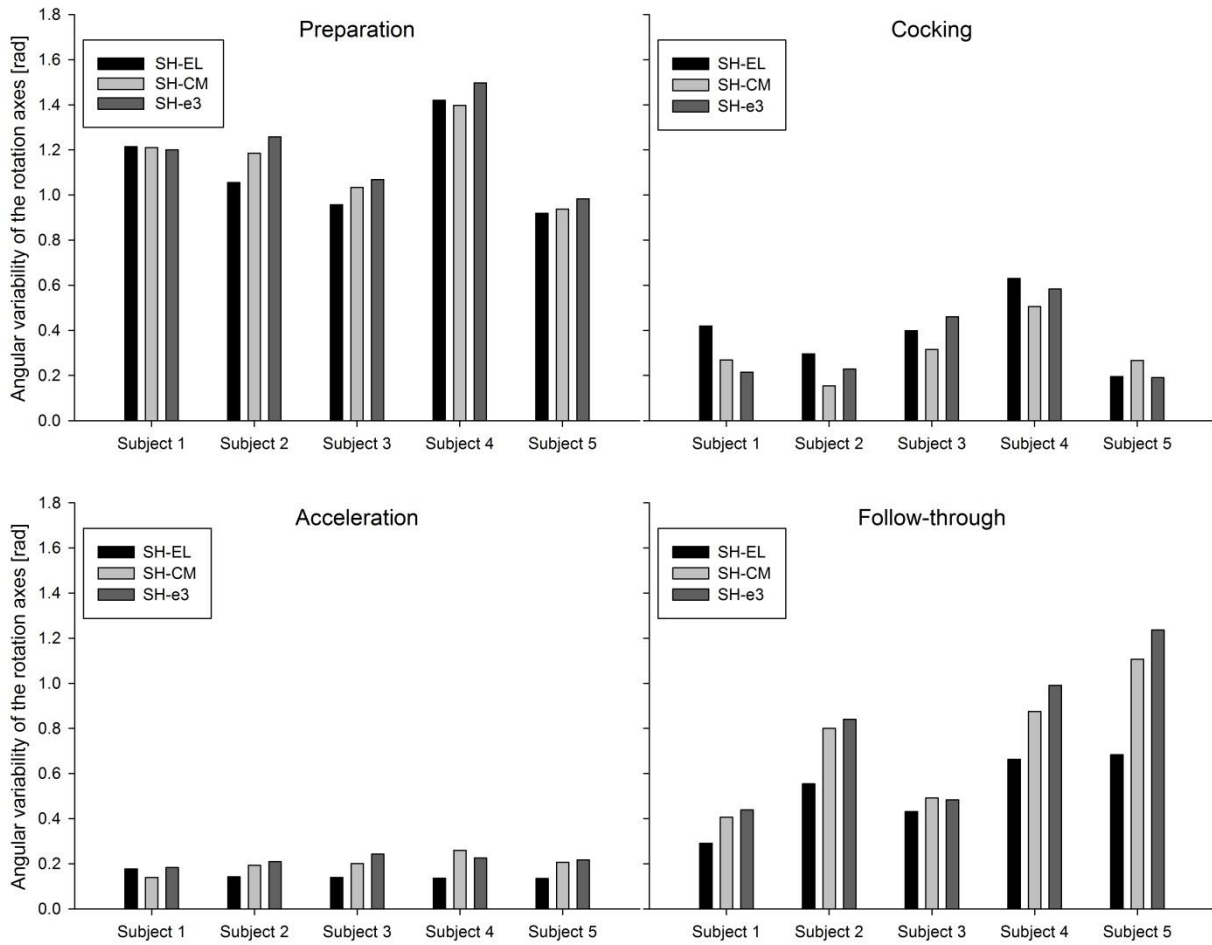 Preparation
Angular variability of the rotation axes [rad]
1.8
1.6
1.4
1.2
1.0
0.8
0.6
0.4
0.2
0.0
SH-EL
SH-CM
SH-e3
Subject 1 Subject 2 Subject 3 Subject 4 Subject 5
Cocking
SH-EL
SH-CM
SH-e3
Subject 1 Subject 2 Subject 3 Subject 4 Subject 5
Acceleration
Angular variability of the rotation axes [rad]
1.8
1.6
1.4
1.2
1.0
0.8
0.6
0.4
0.2
0.0
SH-EL
SH-CM
SH-e3
Subject 1 Subject 2 Subject 3 Subject 4 Subject 5
Follow-through
SH-EL
SH-CM
SH-e3
Subject 1 Subject 2 Subject 3 Subject 4 Subject 5